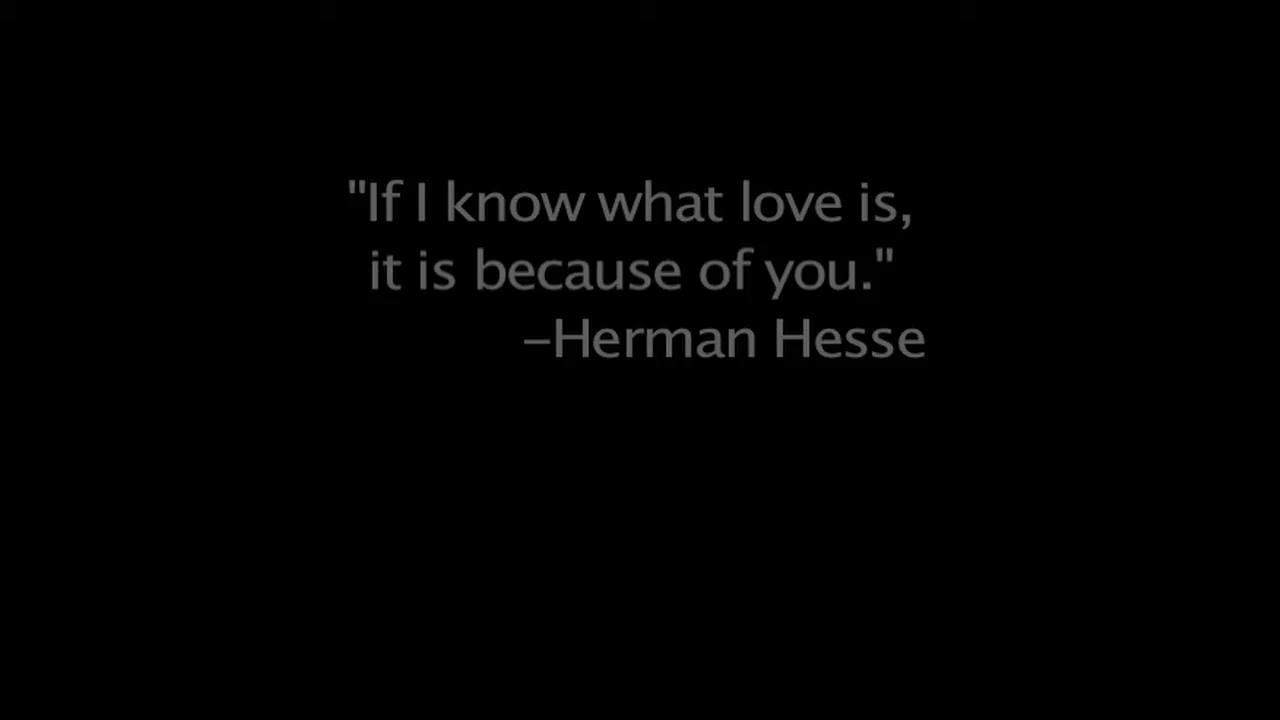 "If I know what love is,
it is because of you."
–Herman Hesse